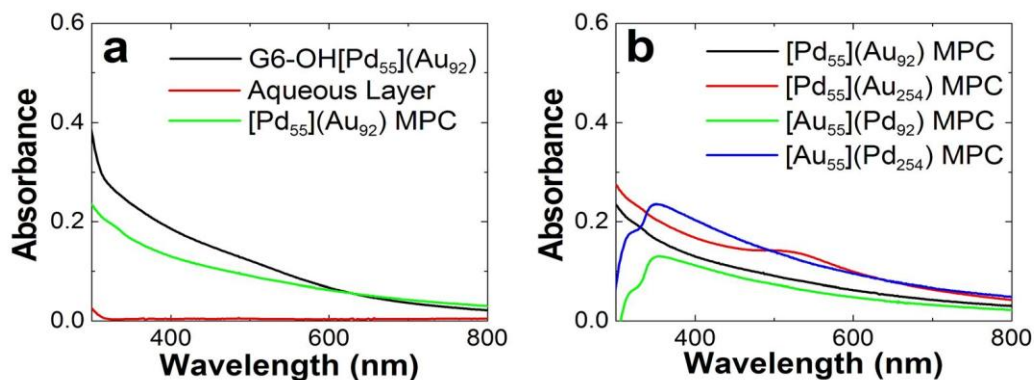 a
G6-OH[Pd₅₅](Au₉₂)
Aqueous Layer
[Pd₅₅](Au₉₂) MPC
0.6
0.4
0.2
0.0
Absorbance
400 600 800
Wavelength (nm)
b
[Pd₅₅](Au₉₂) MPC
[Pd₅₅](Au₂₅₄) MPC
[Au₅₅](Pd₉₂) MPC
[Au₅₅](Pd₂₅₄) MPC
0.6
0.4
0.2
0.0
Absorbance
400 600 800
Wavelength (nm)